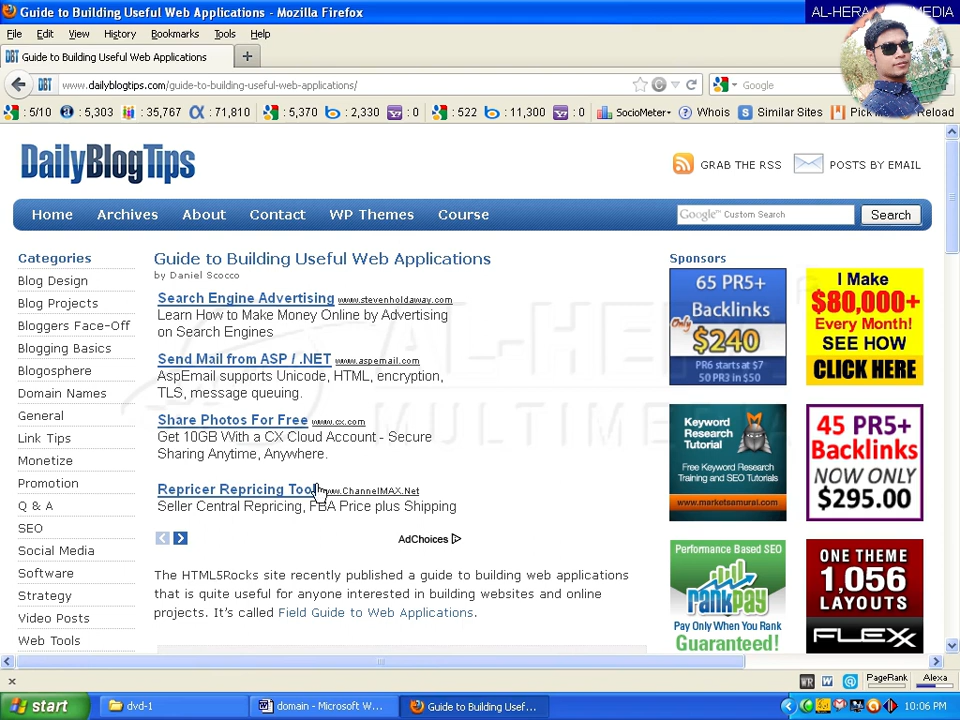 Guide to Building Useful Web Applications - Mozilla Firefox
AL-HERA MULTIMEDIA
File Edit View History Bookmarks Tools Help
DBT Guide to Building Useful Web Applications +
DBT www.dailyblogtips.com/guide-to-building-useful-web-applications/ Google
: 5/10 : 5,303 : 35,767 : 71,810 : 5,370 : 2,330 : 0 : 522 : 11,300 : 0 SocioMeter Whois Similar Sites Reload
DailyBlogTips
GRAB THE RSS POSTS BY EMAIL
Home Archives About Contact WP Themes Course
Google™ Custom Search Search
Categories
Blog Design
Blog Projects
Bloggers Face-Off
Blogging Basics
Blogosphere
Domain Names
General
Link Tips
Monetize
Promotion
Q & A
SEO
Social Media
Software
Strategy
Video Posts
Web Tools
Guide to Building Useful Web Applications
by Daniel Scocco
Search Engine Advertising www.stevenholdaway.com
Learn How to Make Money Online by Advertising
on Search Engines
Send Mail from ASP / .NET www.aspemail.com
AspEmail supports Unicode, HTML, encryption,
TLS, message queuing.
Share Photos For Free www.cx.com
Get 10GB With a CX Cloud Account - Secure
Sharing Anytime, Anywhere.
Repricer Repricing Tool www.ChannelMAX.Net
Seller Central Repricing, FBA Price plus Shipping
AdChoices
The HTML5Rocks site recently published a guide to building web applications
that is quite useful for anyone interested in building websites and online
projects. It's called Field Guide to Web Applications.
Sponsors
65 PR5+
Backlinks
Only
$240
PR6 starts at $7
50 PR3 in $50
I Make
$80,000+
Every Month!
SEE HOW
CLICK HERE
Keyword
Research
Tutorial
Free Keyword Research
Training and SEO Tools
www.marketsamurai.com
45 PR5+
Backlinks
NOW ONLY
$295.00
Performance Based SEO
rankpay
Pay Only When You Rank
Guaranteed!
ONE THEME
1,056
LAYOUTS
FLEXX
AL-HERA
MULTIMEDIA
PageRank Alexa
start dvd-1 domain - Microsoft W... Guide to Building Usef... 10:06 PM